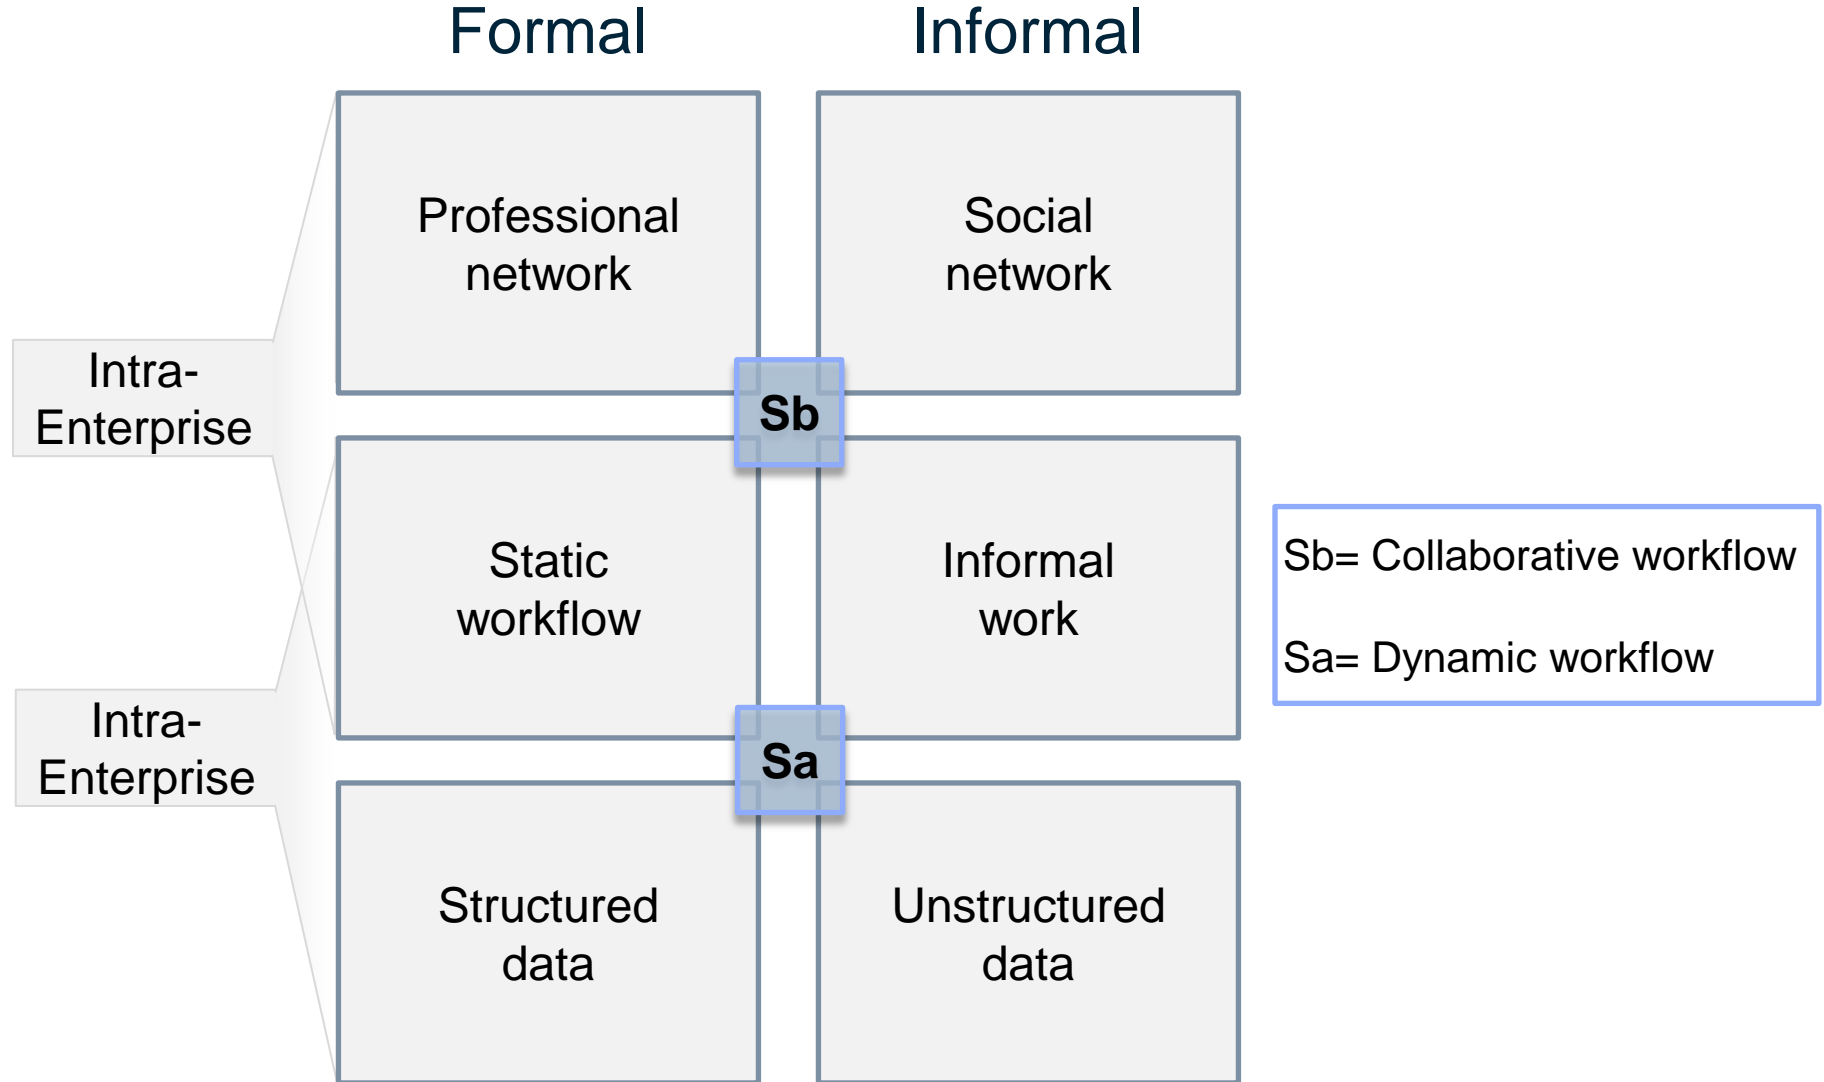 Formal
Informal
Professional
network
Social
network
Intra-
Enterprise
Sb
Static
workflow
Informal
work
Sb= Collaborative workflow
Sa= Dynamic workflow
Intra-
Enterprise
Sa
Structured
data
Unstructured
data